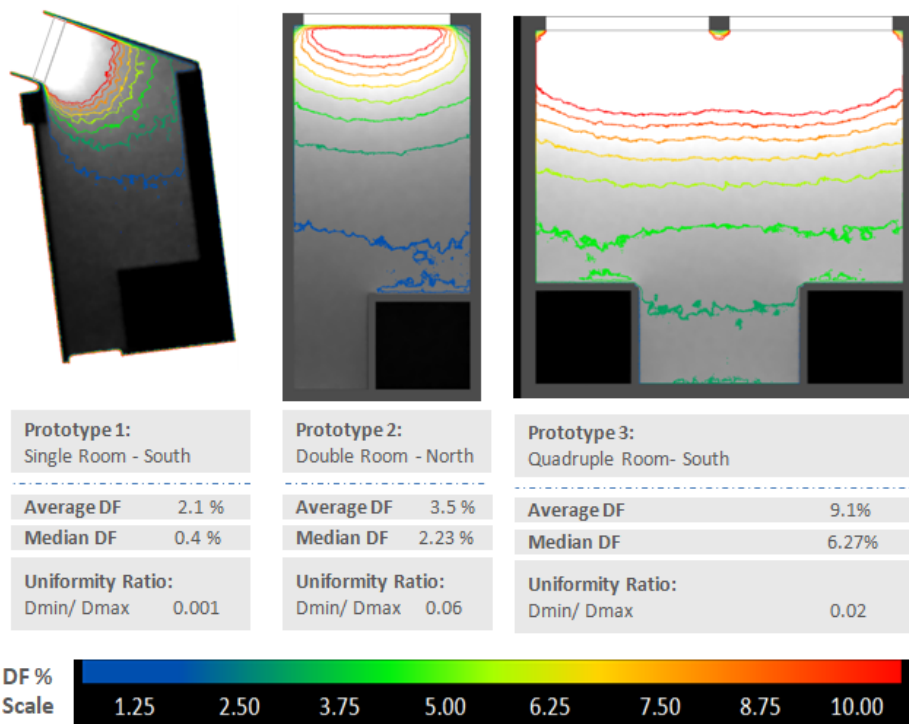 Prototype 1:
Single Room - South
Average DF 2.1 %
Median DF 0.4 %
Uniformity Ratio:
Dmin/ Dmax 0.001
Prototype 2:
Double Room - North
Average DF 3.5 %
Median DF 2.23 %
Uniformity Ratio:
Dmin/ Dmax 0.06
Prototype 3:
Quadruple Room- South
Average DF 9.1%
Median DF 6.27%
Uniformity Ratio:
Dmin/ Dmax 0.02
DF %
Scale
1.25 2.50 3.75 5.00 6.25 7.50 8.75 10.00